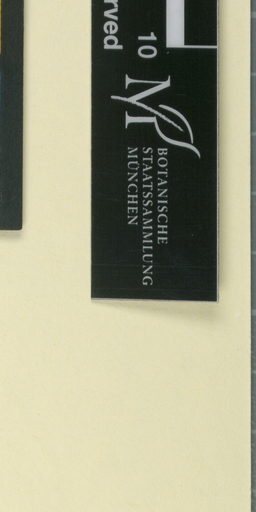 rved
10
M
BOTANISCHE
STAATSSAMMLUNG
MÜNCHEN